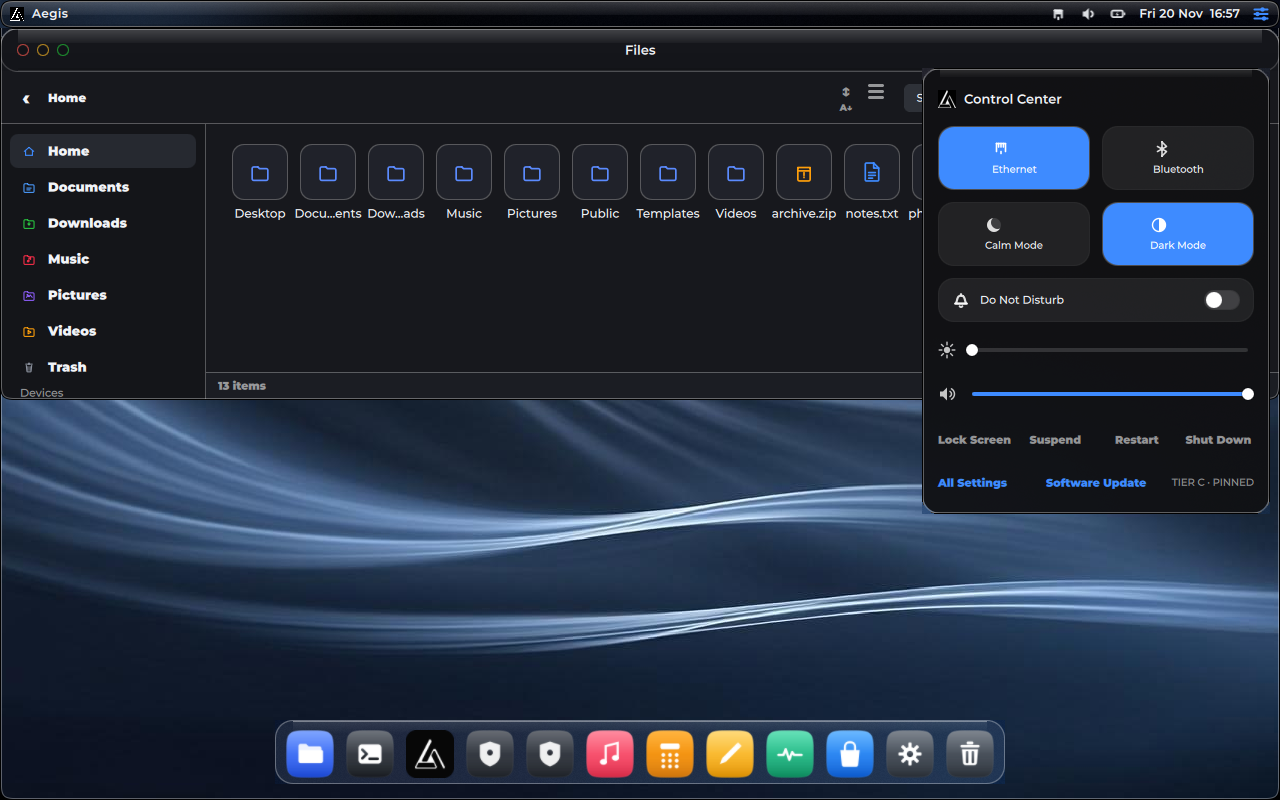 Aegis
Fri 20 Nov 16:57
Files
Home
A+
S
Control Center
Ethernet
Bluetooth
Calm Mode
Dark Mode
Do Not Disturb
Lock Screen
Suspend
Restart
Shut Down
All Settings
Software Update
TIER C · PINNED
Home
Documents
Downloads
Music
Pictures
Videos
Trash
Devices
Desktop
Docu...ents
Dow...ads
Music
Pictures
Public
Templates
Videos
archive.zip
notes.txt
ph
13 items